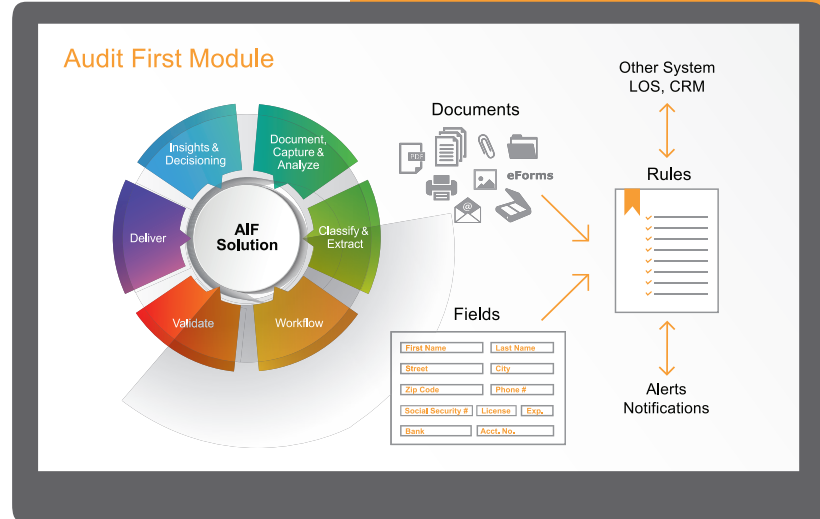 Audit First Module
Insights &
Decisioning
Document,
Capture &
Analyze
Deliver
AIF
Solution
Classify &
Extract
Validate
Workflow
Documents
PDF
eForms
@
Fields
First Name
Last Name
Street
City
Zip Code
Phone #
Social Security #
License
Exp.
Bank
Acct. No.
Other System
LOS, CRM
Rules
Alerts
Notifications